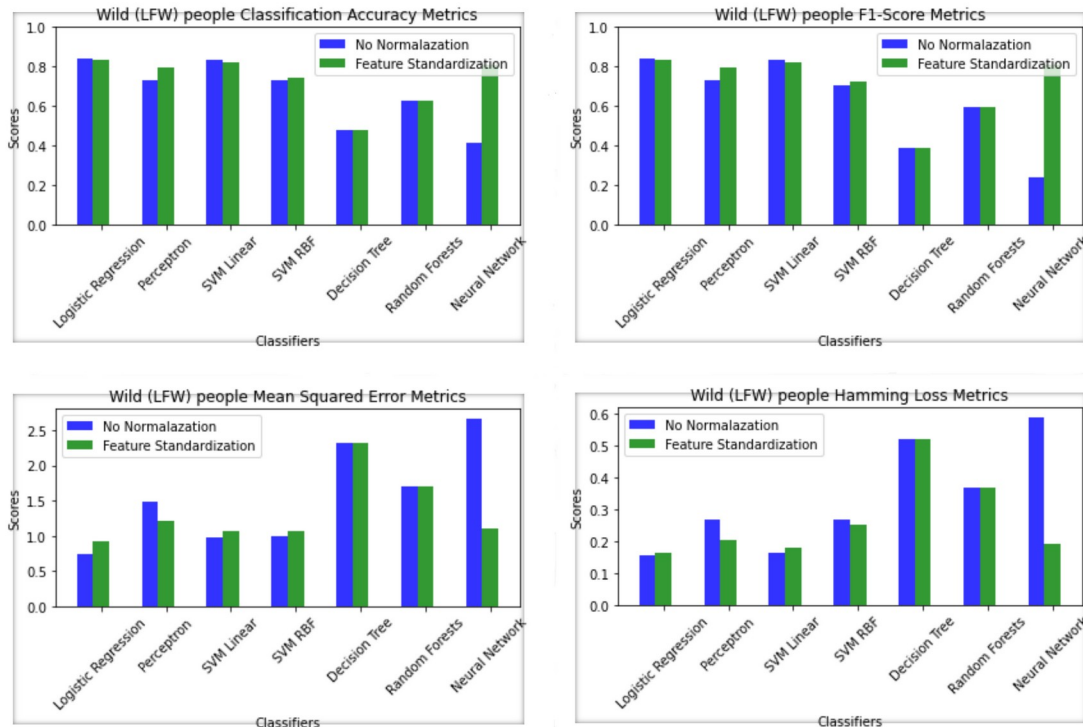 Wild (LFW) people Classification Accuracy Metrics
1.0
0.8
0.6
0.4
0.2
0.0
Scores
No Normalazation
Feature Standardization
Logistic Regression
Perceptron
SVM Linear
SVM RBF
Decision Tree
Random Forests
Neural Network
Classifiers
Wild (LFW) people F1-Score Metrics
1.0
0.8
0.6
0.4
0.2
0.0
Scores
No Normalazation
Feature Standardization
Logistic Regression
Perceptron
SVM Linear
SVM RBF
Decision Tree
Random Forests
Neural Network
Classifiers
Wild (LFW) people Mean Squared Error Metrics
2.5
2.0
1.5
1.0
0.5
0.0
Scores
No Normalazation
Feature Standardization
Logistic Regression
Perceptron
SVM Linear
SVM RBF
Decision Tree
Random Forests
Neural Network
Classifiers
Wild (LFW) people Hamming Loss Metrics
0.6
0.5
0.4
0.3
0.2
0.1
0.0
Scores
No Normalazation
Feature Standardization
Logistic Regression
Perceptron
SVM Linear
SVM RBF
Decision Tree
Random Forests
Neural Network
Classifiers